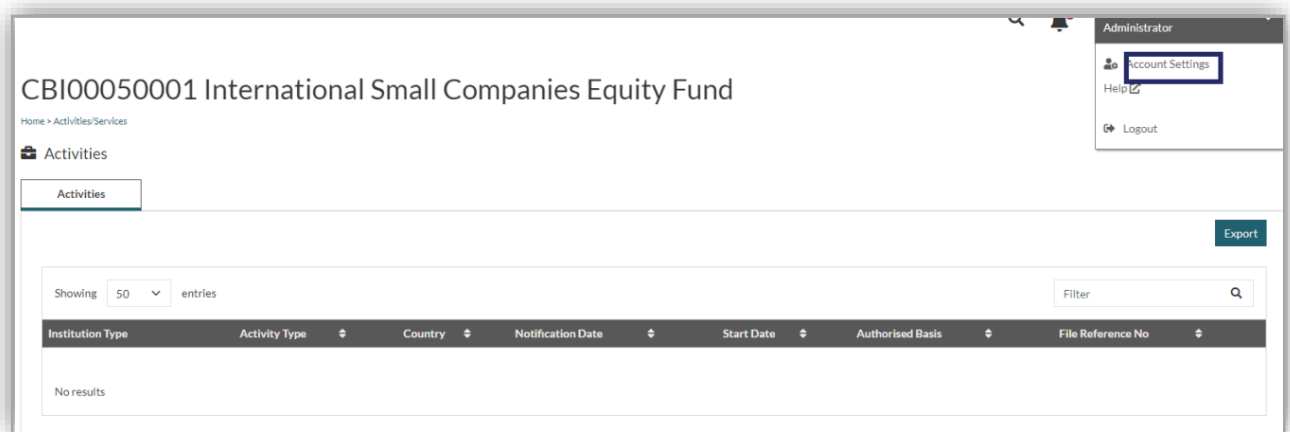 Administrator
Account Settings
Help
Logout
CBI00050001 International Small Companies Equity Fund
Home > Activities/Services
Activities
Activities
Export
Showing 50 entries
Filter
Institution Type Activity Type Country Notification Date Start Date Authorised Basis File Reference No
No results